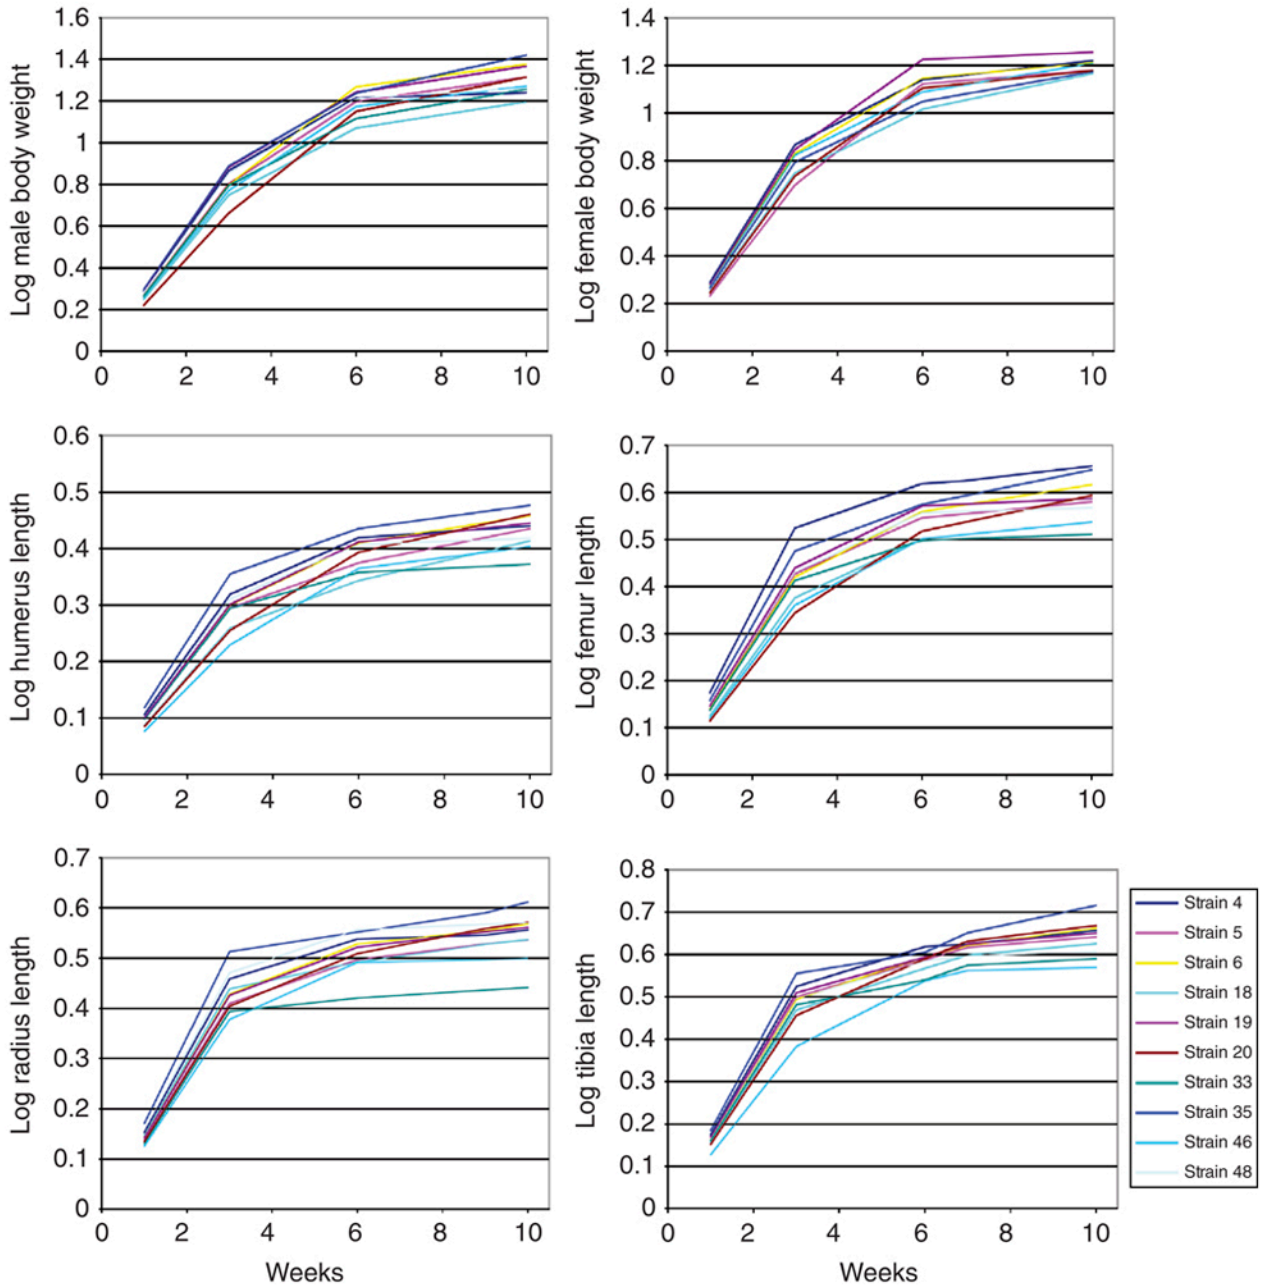 Log male body weight
1.6
1.4
1.2
1
0.8
0.6
0.4
0.2
0
0 2 4 6 8 10
Log female body weight
1.4
1.2
1
0.8
0.6
0.4
0.2
0
0 2 4 6 8 10
Log humerus length
0.6
0.5
0.4
0.3
0.2
0.1
0
0 2 4 6 8 10
Log femur length
0.7
0.6
0.5
0.4
0.3
0.2
0.1
0
0 2 4 6 8 10
Log radius length
0.7
0.6
0.5
0.4
0.3
0.2
0.1
0
0 2 4 6 8 10
Weeks
Log tibia length
0.8
0.7
0.6
0.5
0.4
0.3
0.2
0.1
0
0 2 4 6 8 10
Weeks
Strain 4
Strain 5
Strain 6
Strain 18
Strain 19
Strain 20
Strain 33
Strain 35
Strain 46
Strain 48